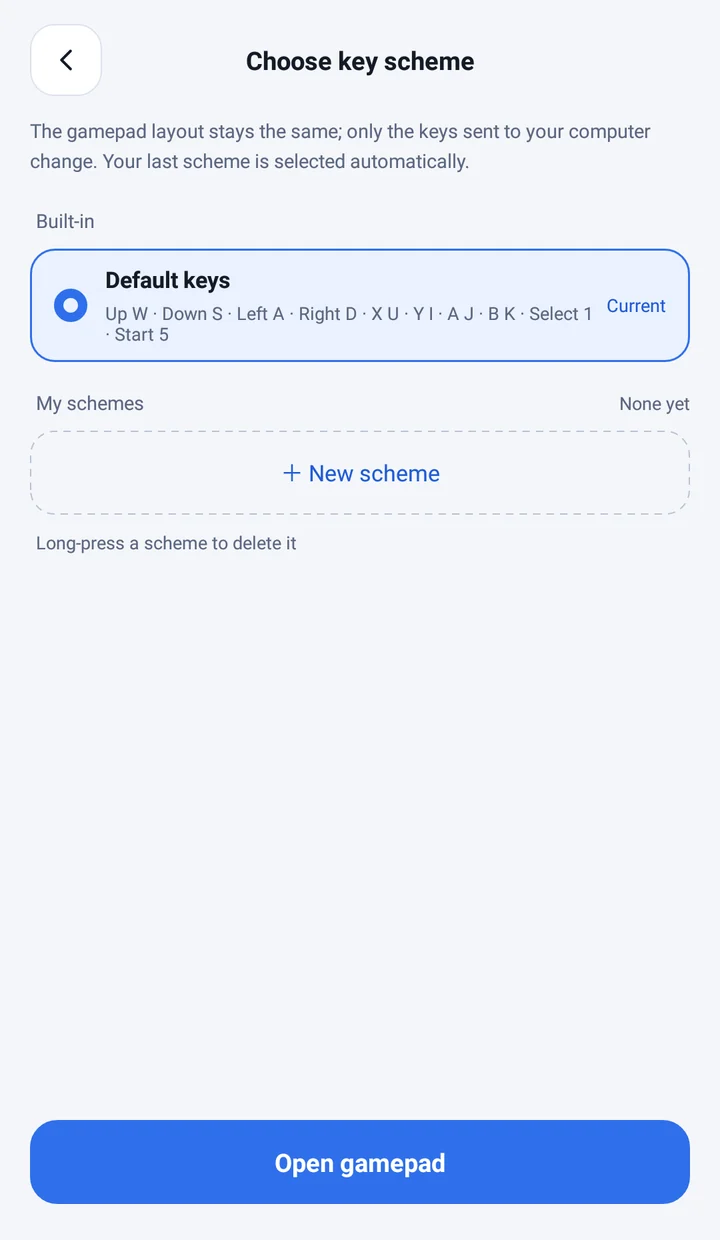 Choose key scheme
The gamepad layout stays the same; only the keys sent to your computer
change. Your last scheme is selected automatically.
Built-in
Default keys
Up W · Down S · Left A · Right D · X U · Y I · A J · B K · Select 1
· Start 5
Current
My schemes
None yet
+ New scheme
Long-press a scheme to delete it
Open gamepad